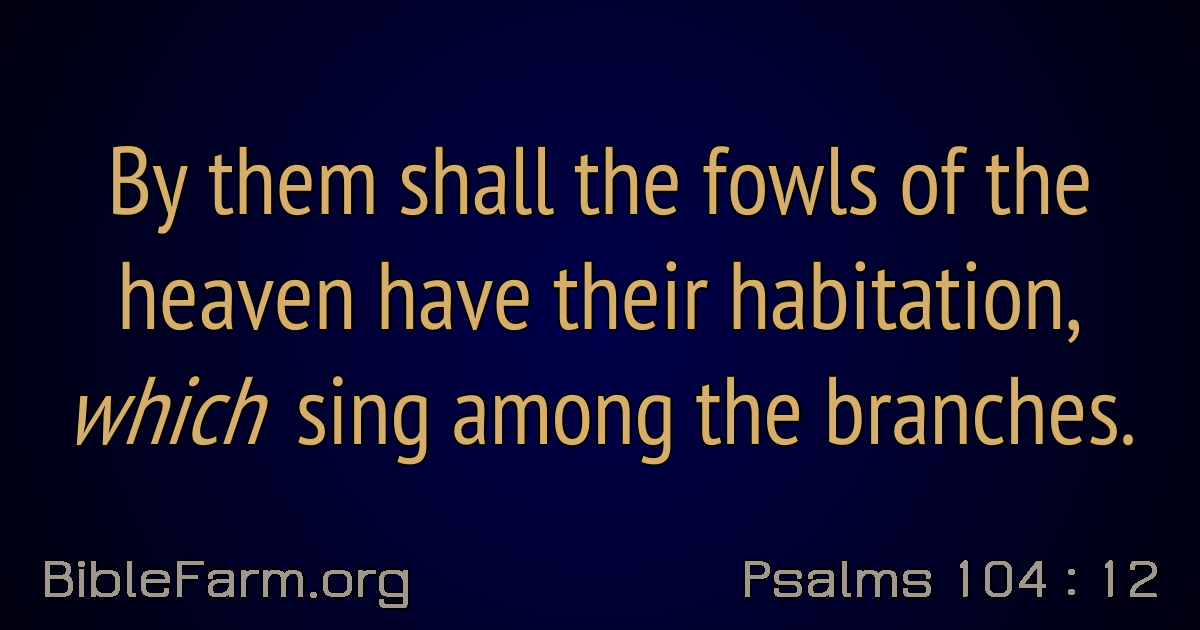 By them shall the fowls of the
heaven have their habitation,
which sing among the branches.
BibleFarm.org
Psalms 104 : 12